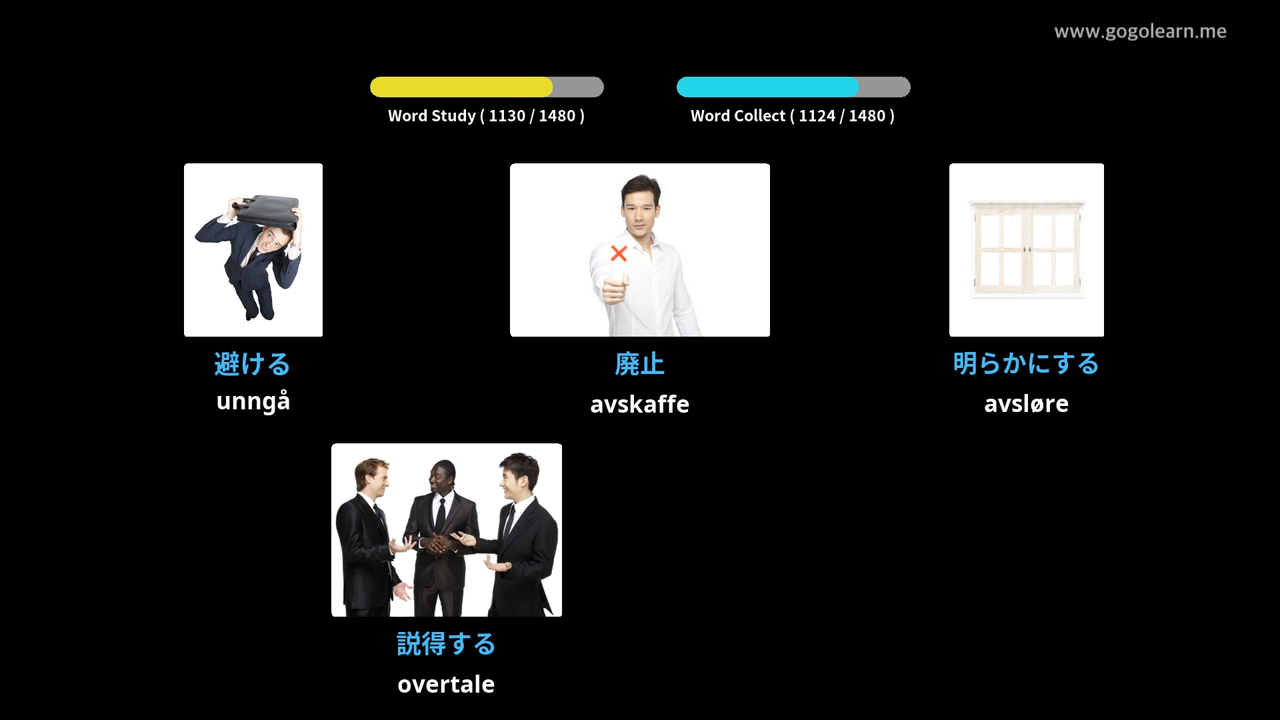 www.gogolearn.me
Word Study ( 1130 / 1480 )
Word Collect ( 1124 / 1480 )
避ける
unngå
廃止
avskaffe
明らかにする
avsløre
説得する
overtale